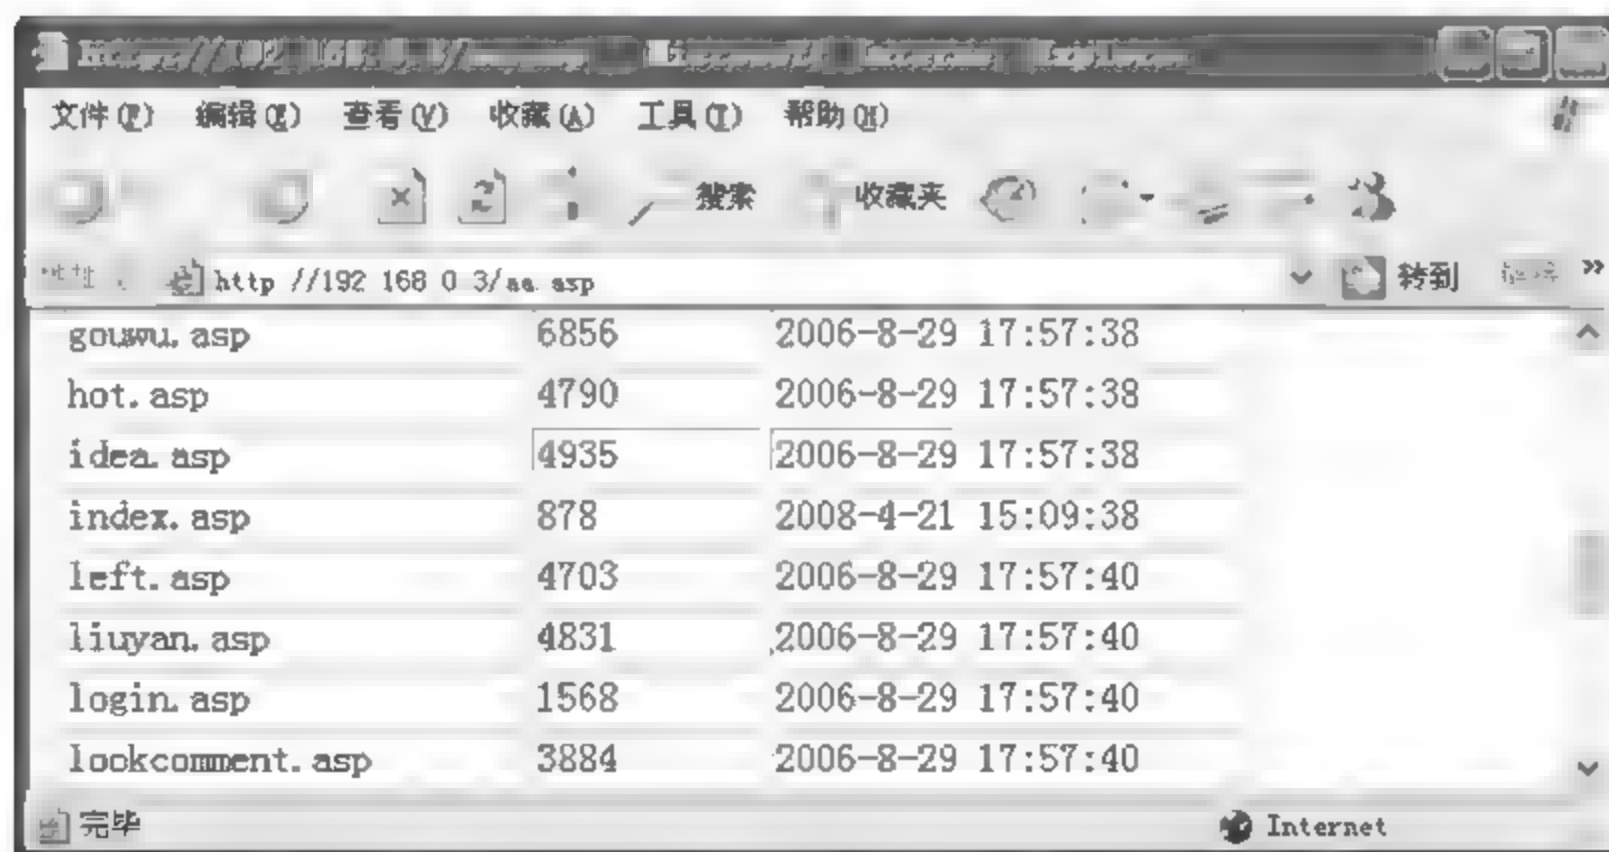 文件(F) 编辑(E) 查看(V) 收藏(A) 工具(T) 帮助(H)
搜索 收藏夹
http //192 168 0 3/aa.asp 转到 »
gouwu.asp 6856 2006-8-29 17:57:38
hot.asp 4790 2006-8-29 17:57:38
idea.asp 4935 2006-8-29 17:57:38
index.asp 878 2008-4-21 15:09:38
left.asp 4703 2006-8-29 17:57:40
liuyan.asp 4831 2006-8-29 17:57:40
login.asp 1568 2006-8-29 17:57:40
lookcomment.asp 3884 2006-8-29 17:57:40
完毕 Internet